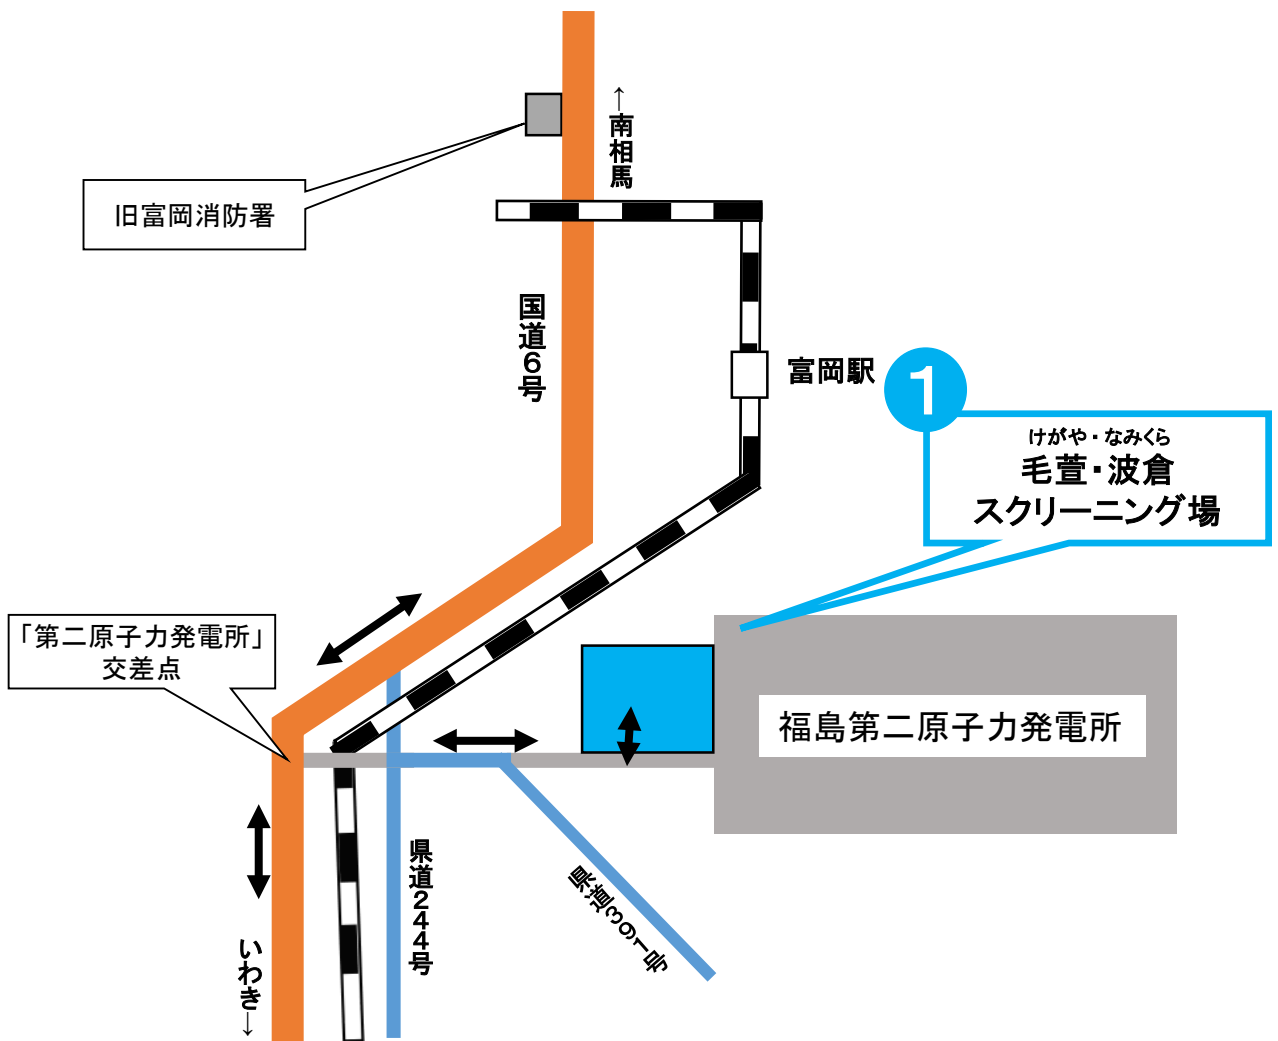 ↑南相馬
旧富岡消防署
国道6号
富岡駅
1
けがや・なみくら
毛萱・波倉
スクリーニング場
「第二原子力発電所」
交差点
福島第二原子力発電所
県道244号
県道391号
いわき↓